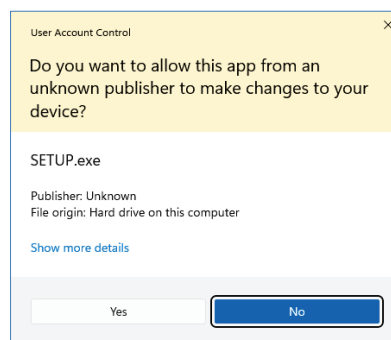 User Account Control
Do you want to allow this app from an
unknown publisher to make changes to your
device?
SETUP.exe
Publisher: Unknown
File origin: Hard drive on this computer
Show more details
Yes
No